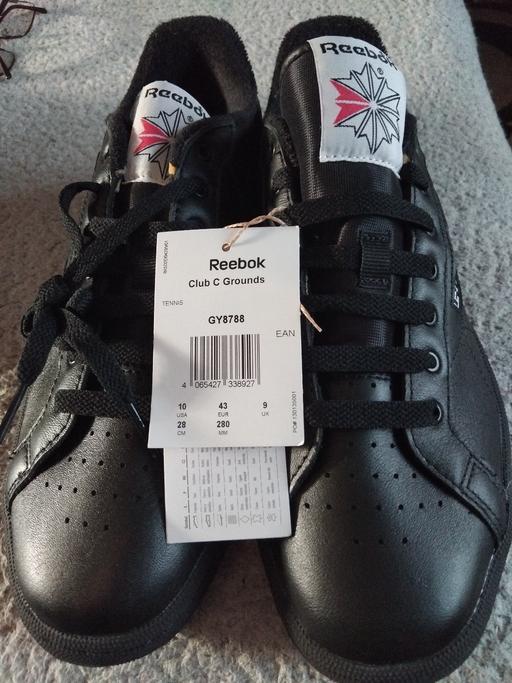 Reebok
Reebok
Reebok
Club C Grounds
TENNIS
GY8788
EAN
4 065427 338927
10 43 9
USA EUR UK
28 280
CM MM